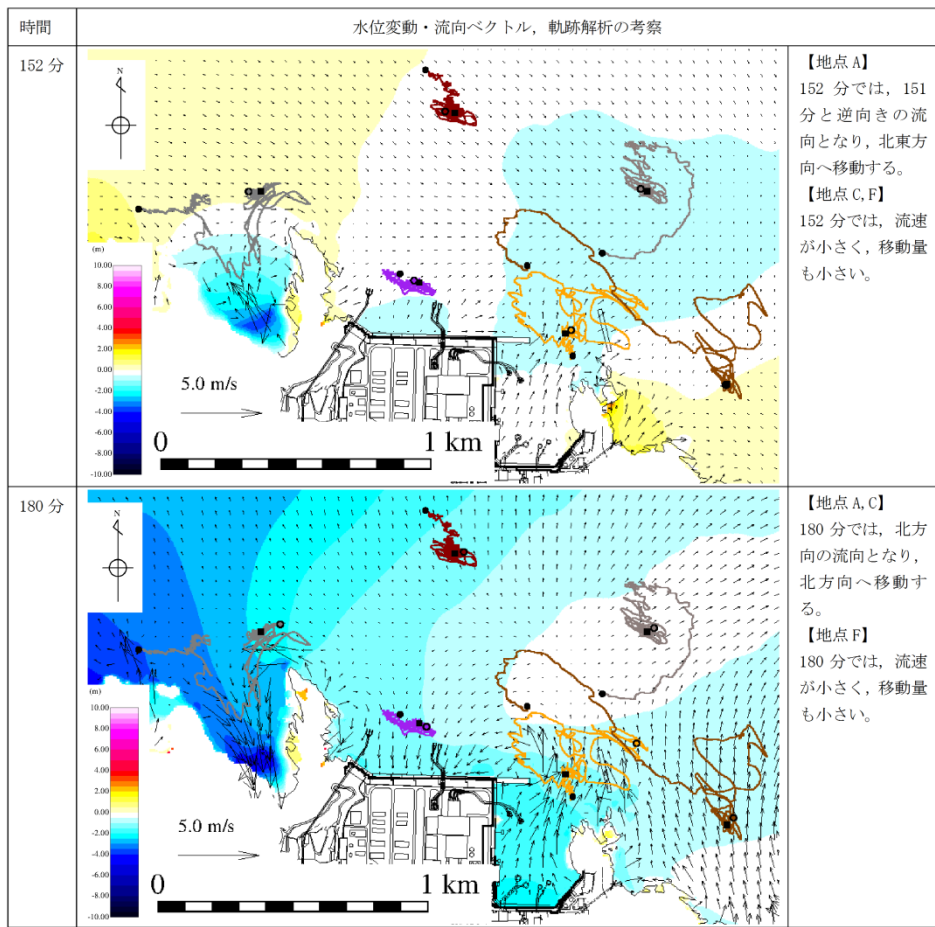 時間
水位変動・流向ベクトル，軌跡解析の考察
152 分
N
(m)
10.00
8.00
6.00
4.00
2.00
0.00
-2.00
-4.00
-6.00
-8.00
-10.00
5.0 m/s
0
1 km
【地点 A】
152 分では，151
分と逆向きの流
向となり，北東方
向へ移動する。
【地点 C,F】
152 分では，流速
が小さく，移動量
も小さい。
180 分
N
(m)
10.00
8.00
6.00
4.00
2.00
0.00
-2.00
-4.00
-6.00
-8.00
-10.00
5.0 m/s
0
1 km
【地点 A,C】
180 分では，北方
向の流向となり，
北方向へ移動す
る。
【地点 F】
180 分では，流速
が小さく，移動量
も小さい。